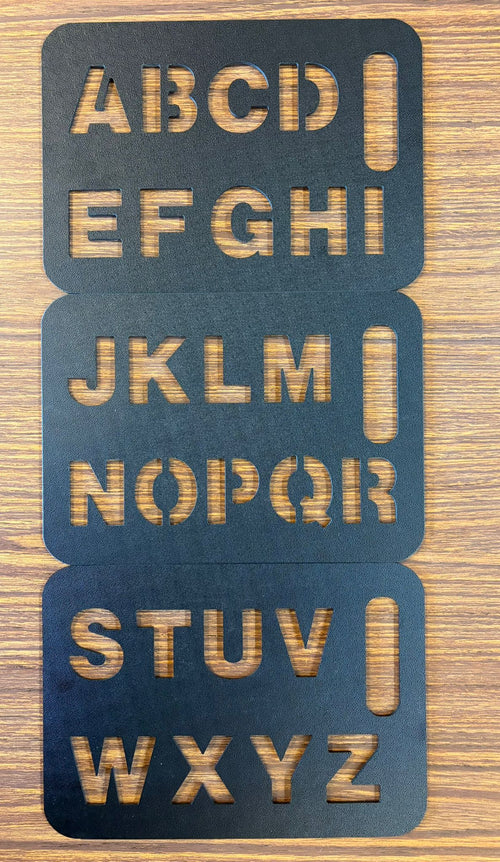 ABCD
EFGHI
JKLM
NOPQR
STUV
WXYZ